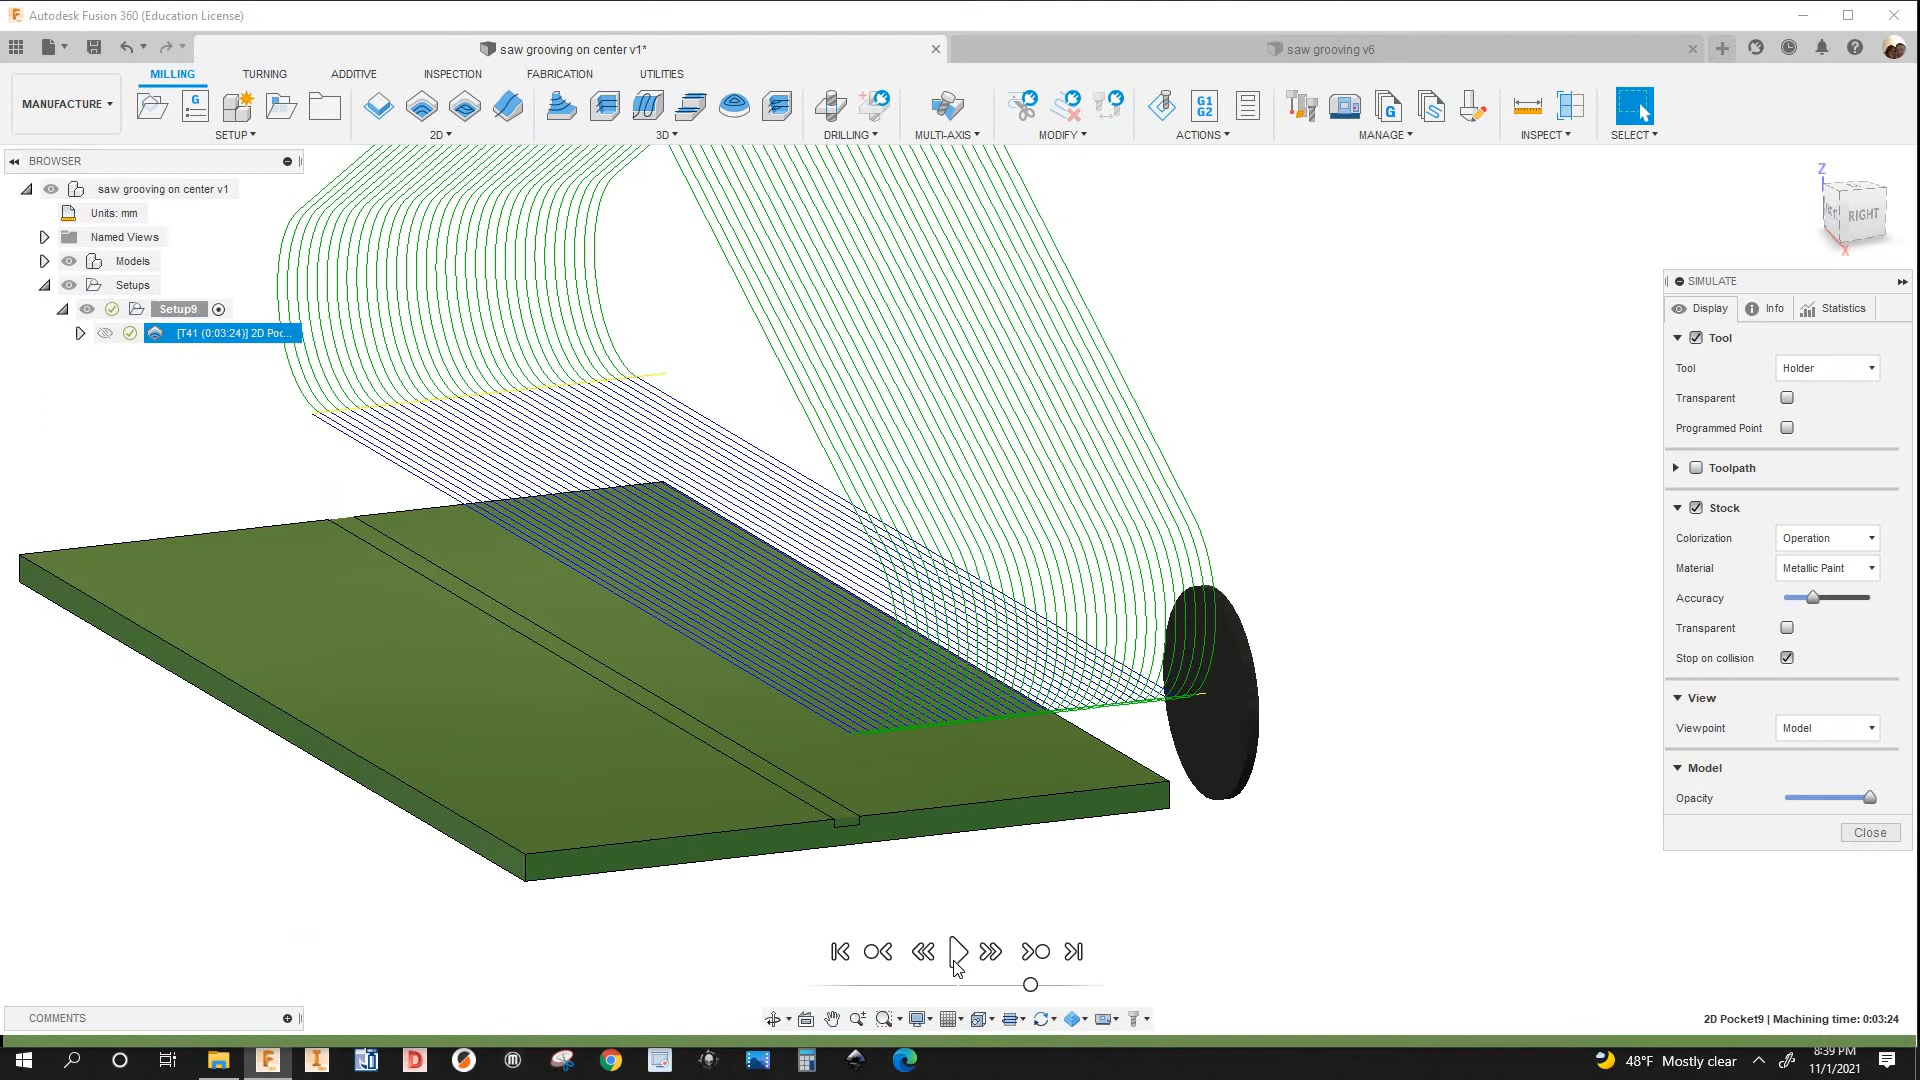 Autodesk Fusion 360 (Education License)
saw grooving on center v1*
saw grooving v6
MILLING TURNING ADDITIVE INSPECTION FABRICATION UTILITIES
MANUFACTURE
SETUP 2D 3D DRILLING MULTI-AXIS MODIFY ACTIONS MANAGE INSPECT SELECT
G
G1
G2
G
BROWSER
saw grooving on center v1
Units: mm
Named Views
Models
Setups
Setup9
[T41 (0:03:24)] 2D Poc...
Z
RIGHT
X
SIMULATE
Display Info Statistics
Tool
Tool Holder
Transparent
Programmed Point
Toolpath
Stock
Colorization Operation
Material Metallic Paint
Accuracy
Transparent
Stop on collision
View
Viewpoint Model
Model
Opacity
Close
COMMENTS
2D Pocket9 | Machining time: 0:03:24
48°F Mostly clear
8:39 PM
11/1/2021